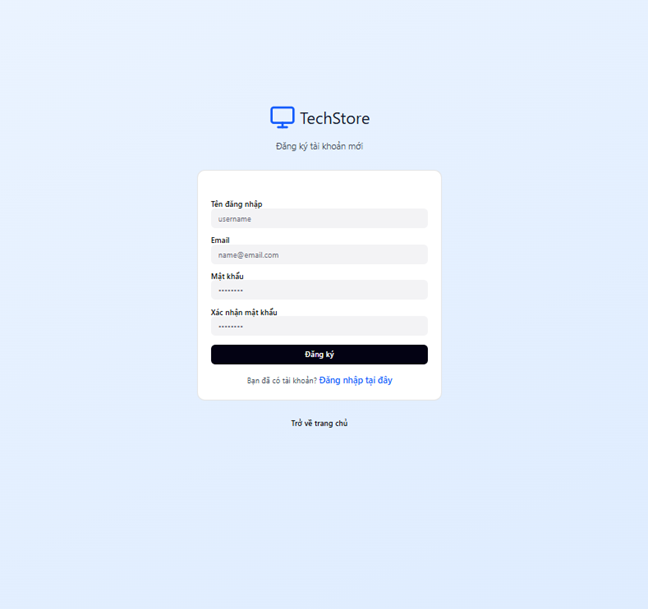 TechStore
Đăng ký tài khoản mới
Tên đăng nhập
username
Email
name@email.com
Mật khẩu
••••••••
Xác nhận mật khẩu
••••••••
Đăng ký
Bạn đã có tài khoản? Đăng nhập tại đây
Trở về trang chủ